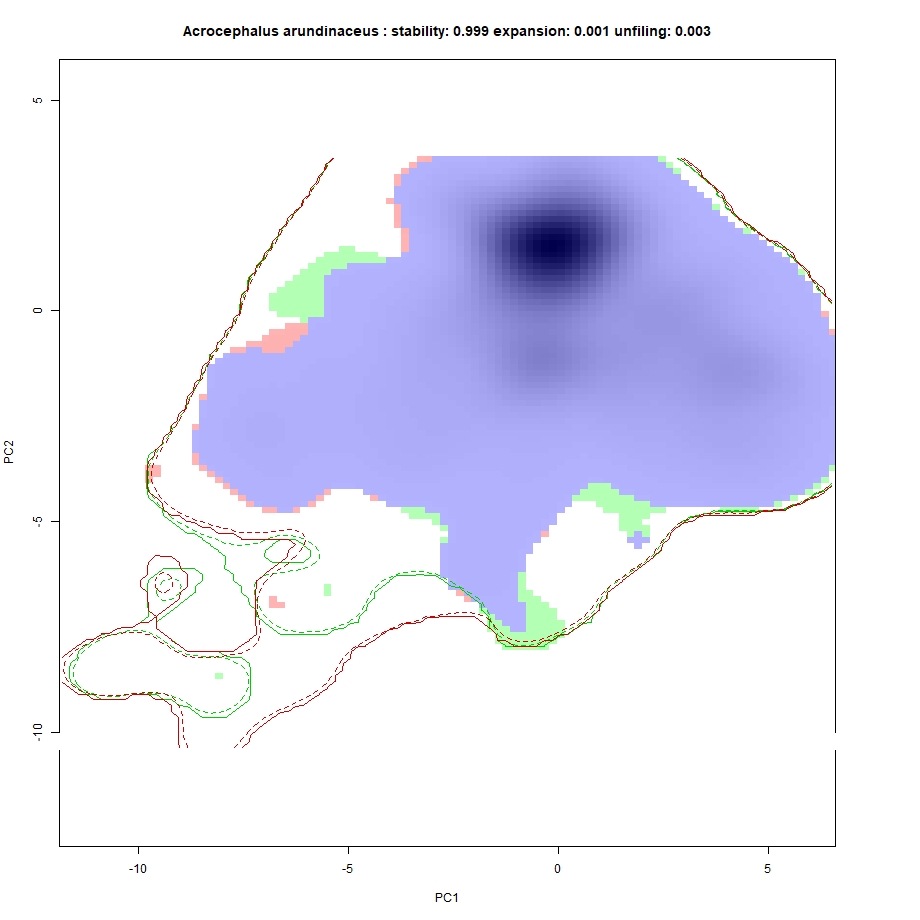 Acrocephalus arundinaceus : stability: 0.999 expansion: 0.001 unfiling: 0.003
5
0
-5
-10
PC2
-10 -5 0 5
PC1